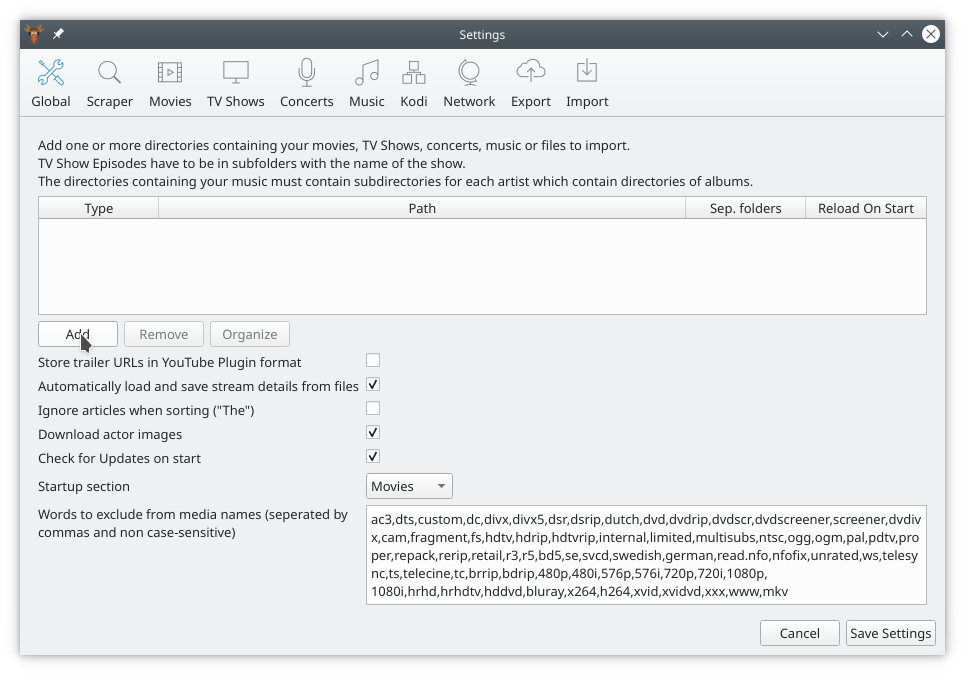 Settings
Global Scraper Movies TV Shows Concerts Music Kodi Network Export Import
Add one or more directories containing your movies, TV Shows, concerts, music or files to import.
TV Show Episodes have to be in subfolders with the name of the show.
The directories containing your music must contain subdirectories for each artist which contain directories of albums.
Type Path Sep. folders Reload On Start
Add Remove Organize
Store trailer URLs in YouTube Plugin format
Automatically load and save stream details from files
Ignore articles when sorting ("The")
Download actor images
Check for Updates on start
Startup section Movies
Words to exclude from media names (seperated by
commas and non case-sensitive)
ac3,dts,custom,dc,divx,divx5,dsr,dsrip,dutch,dvd,dvdrip,dvdscr,dvdscreener,screener,dvdiv
x,cam,fragment,fs,hdtv,hdrip,hdtvrip,internal,limited,multisubs,ntsc,ogg,ogm,pal,pdtv,pro
per,repack,rerip,retail,r3,r5,bd5,se,svcd,swedish,german,read.nfo,nfofix,unrated,ws,telesy
nc,ts,telecine,tc,brrip,bdrip,480p,480i,576p,576i,720p,720i,1080p,
1080i,hrhd,hrhdtv,hddvd,bluray,x264,h264,xvid,xvidvd,xxx,www,mkv
Cancel Save Settings